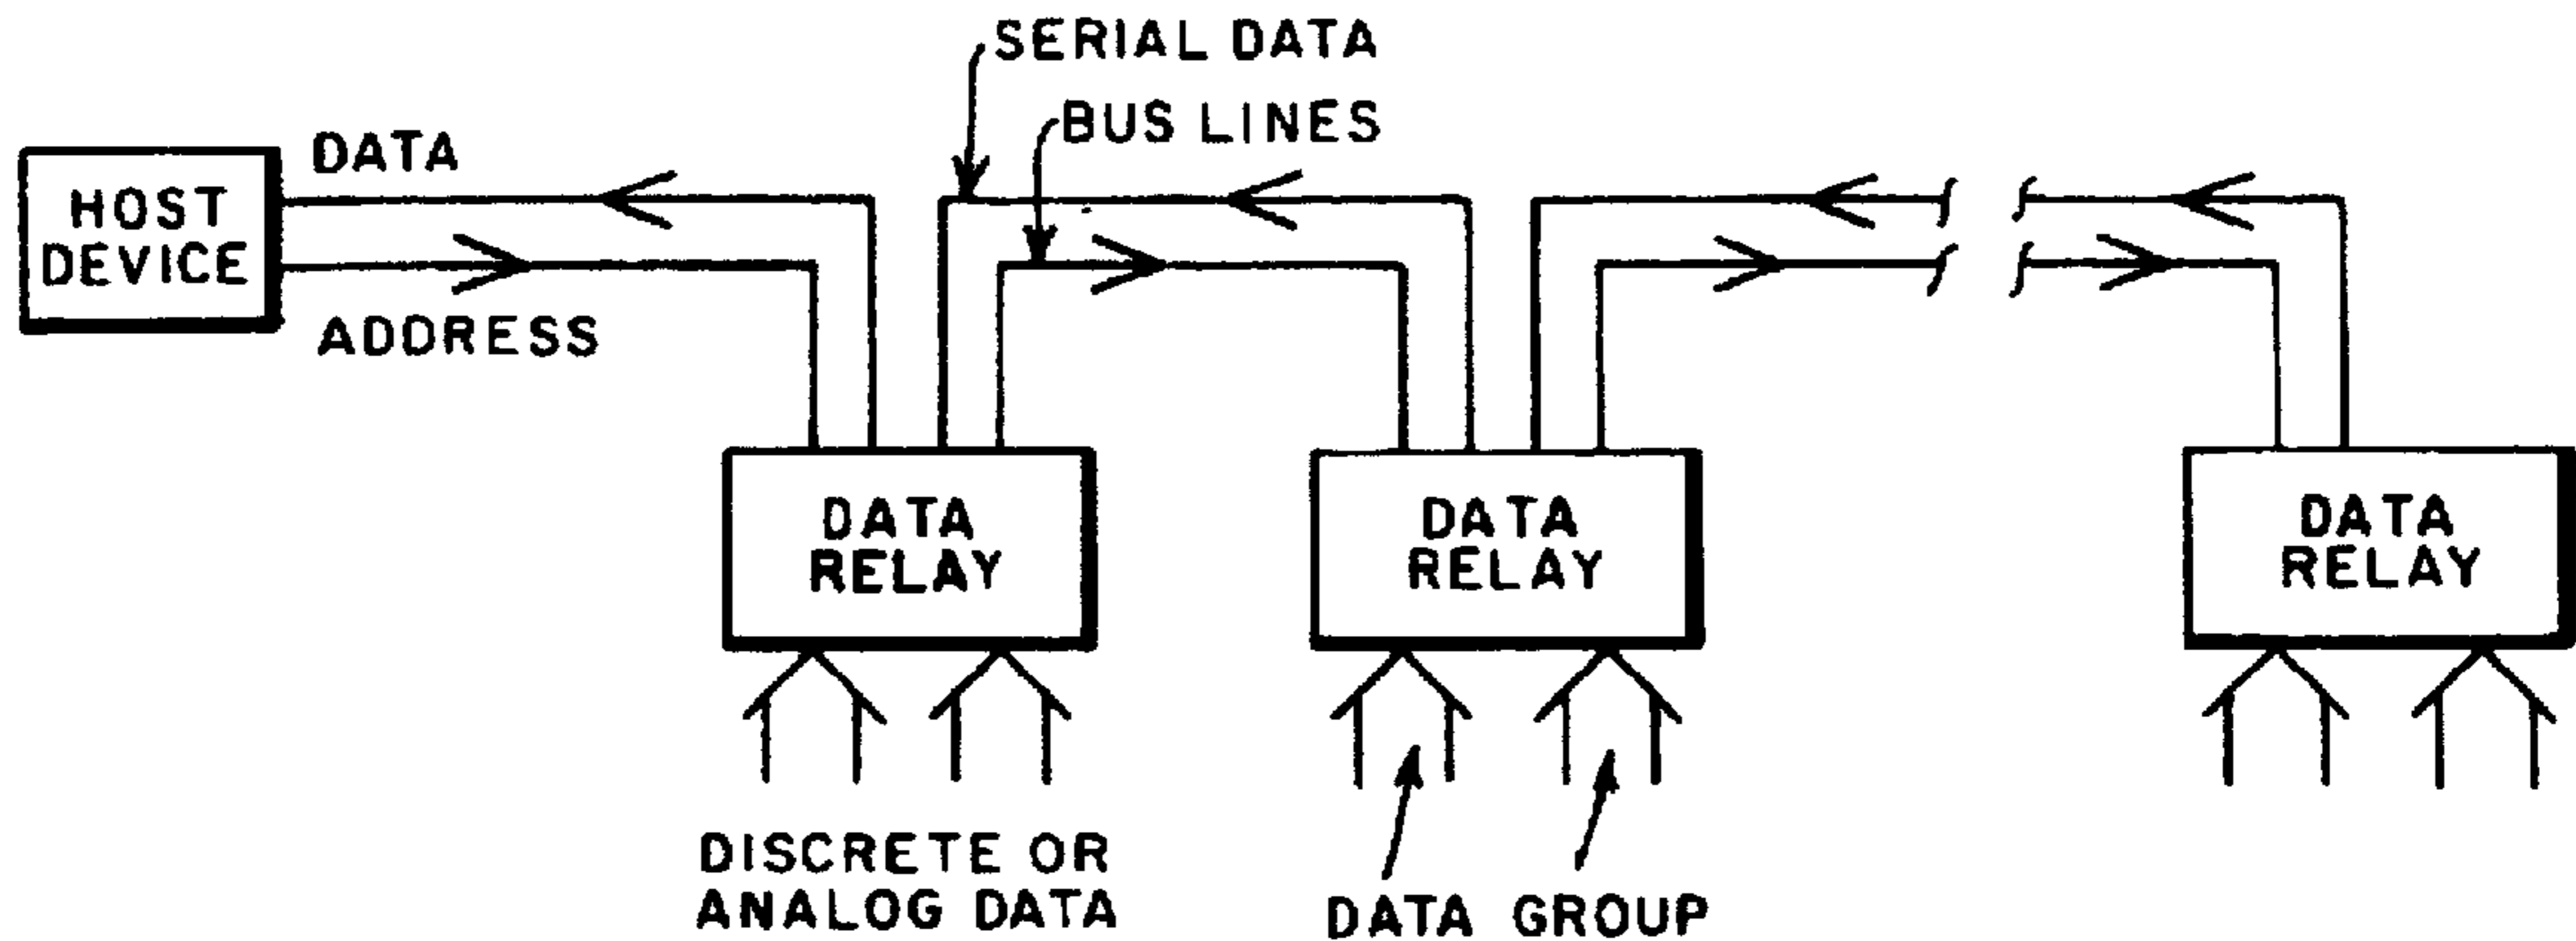 SERIAL DATA
BUS LINES
DATA
HOST
DEVICE
ADDRESS
DATA
RELAY
DATA
RELAY
DATA
RELAY
DISCRETE OR
ANALOG DATA
DATA GROUP